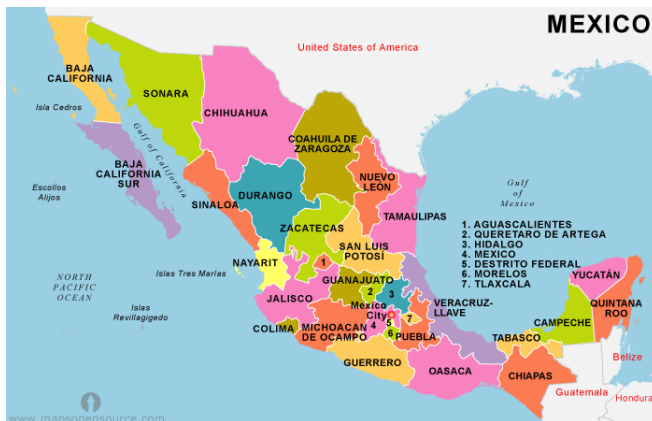 MEXICO
United States of America
BAJA
CALIFORNIA
SONARA
CHIHUAHUA
Isla Cedros
COAHUILA DE
ZARAGOZA
Gulf of California
BAJA
CALIFORNIA
SUR
NUEVO
LEÓN
Escollos
Alijos
DURANGO
SINALOA
Gulf
of
Mexico
TAMAULIPAS
ZACATECAS
1. AGUASCALIENTES
2. QUERETARO DE ARTEGA
3. HIDALGO
4. MEXICO
5. DESTRITO FEDERAL
6. MORELOS
7. TLAXCALA
SAN LUIS
POTOSÍ
NAYARIT
1
Islas Tres Marías
NORTH
PACIFIC
OCEAN
GUANAJUATO
YUCATÁN
2
3
JALISCO
Mexico
City
VERACRUZ-
LLAVE
QUINTANA
ROO
Islas
Revillagigedo
7
4
5
6
COLIMA
MICHOACAN
DE OCAMPO
PUEBLA
CAMPECHE
TABASCO
GUERRERO
Belize
OASACA
CHIAPAS
Guatemala
Hondura
www.mapsopensource.com